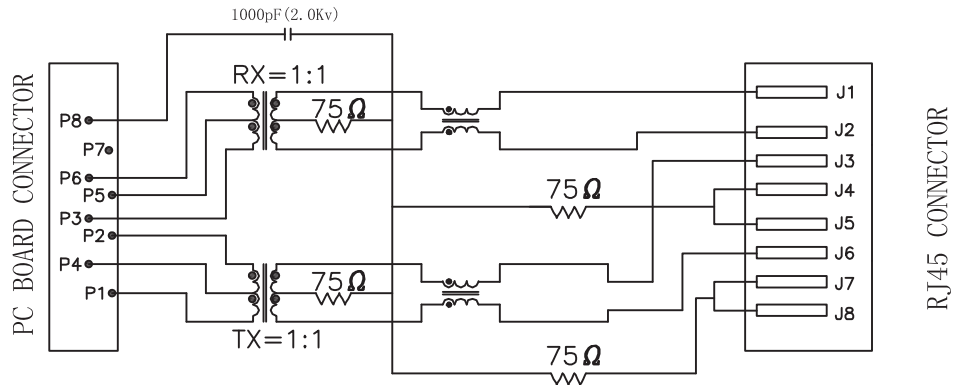 1000pF(2.0Kv)
PC BOARD CONNECTOR
P8
P7
P6
P5
P3
P2
P4
P1
RX=1:1
75Ω
75Ω
75Ω
TX=1:1
75Ω
J1
J2
J3
J4
J5
J6
J7
J8
RJ45 CONNECTOR